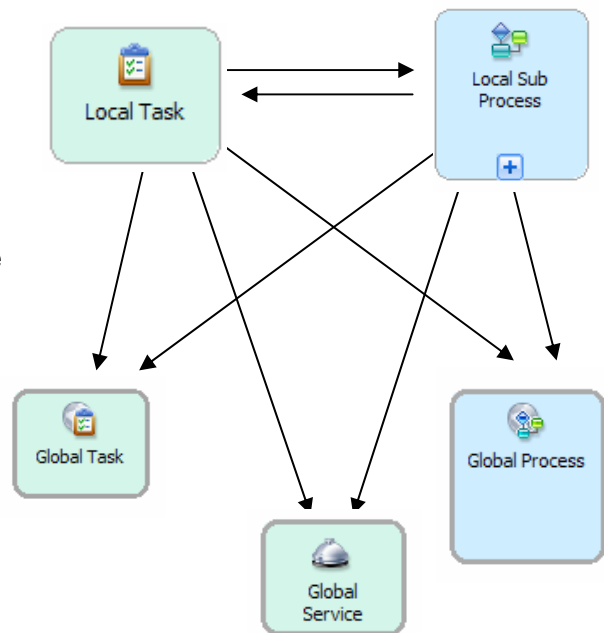 Local Task
Local Sub
Process
e
Global Task
Global Process
Global
Service